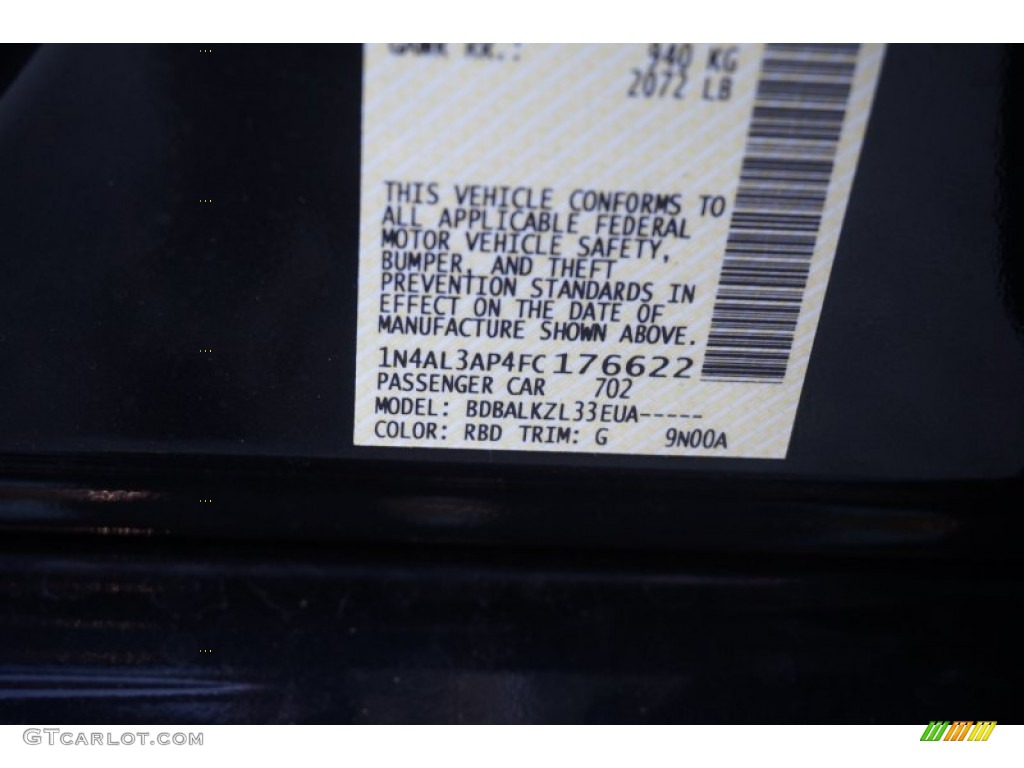 GAWR RR.: 940 KG
2072 LB
THIS VEHICLE CONFORMS TO
ALL APPLICABLE FEDERAL
MOTOR VEHICLE SAFETY,
BUMPER, AND THEFT
PREVENTION STANDARDS IN
EFFECT ON THE DATE OF
MANUFACTURE SHOWN ABOVE.
1N4AL3AP4FC176622
PASSENGER CAR 702
MODEL: BDBALKZL33EUA-----
COLOR: RBD TRIM: G 9N00A
GTCARLOT.COM